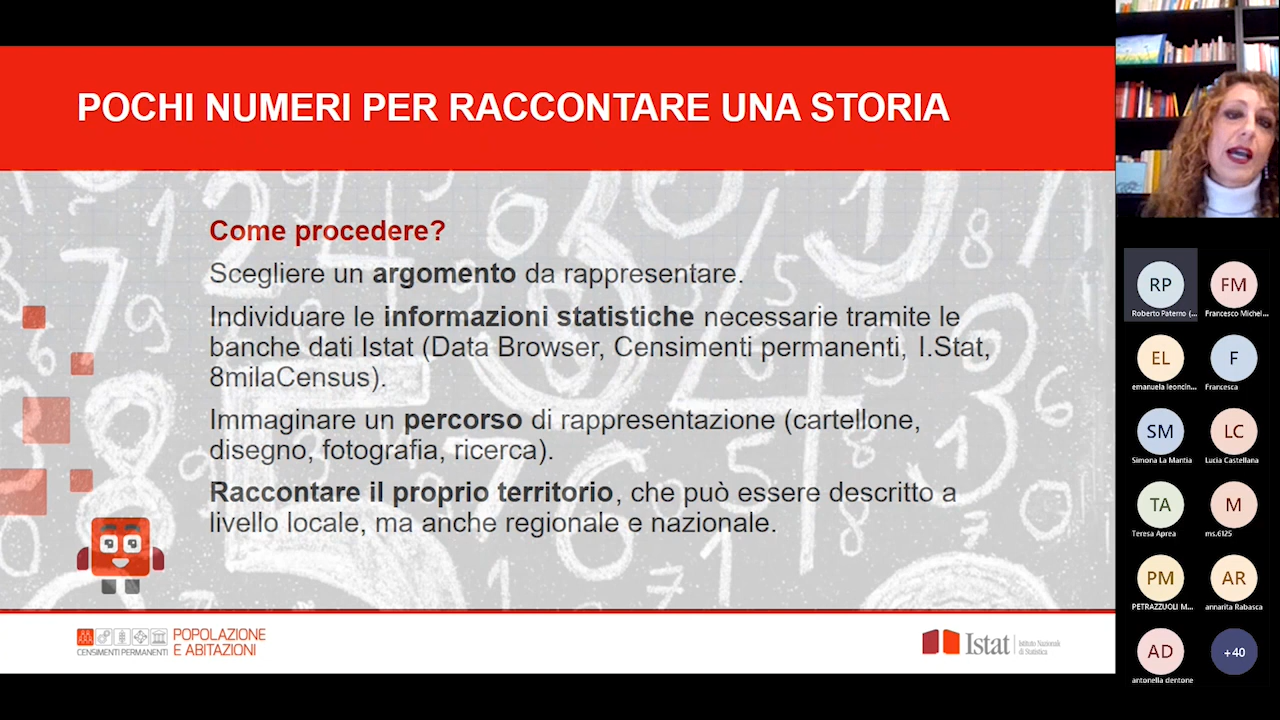 POCHI NUMERI PER RACCONTARE UNA STORIA
Come procedere?
Scegliere un argomento da rappresentare.
Individuare le informazioni statistiche necessarie tramite le
banche dati Istat (Data Browser, Censimenti permanenti, I.Stat,
8milaCensus).
Immaginare un percorso di rappresentazione (cartellone,
disegno, fotografia, ricerca).
Raccontare il proprio territorio, che può essere descritto a
livello locale, ma anche regionale e nazionale.
CENSIMENTI PERMANENTI
POPOLAZIONE
E ABITAZIONI
Istat
Istituto Nazionale
di Statistica
RP
Roberto Paterno (...
FM
Francesco Michel...
EL
emanuela leoncin...
F
Francesca
SM
Simona La Mantia
LC
Lucia Castellana
TA
Teresa Aprea
M
ms.6125
PM
PETRAZZUOLI M...
AR
annarita Rabasca
AD
antonella dentone
+40